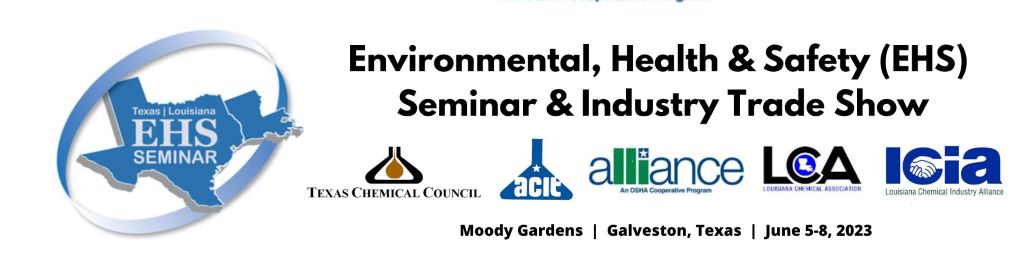 Environmental, Health & Safety (EHS)
Seminar & Industry Trade Show
Texas | Louisiana
EHS
SEMINAR
TEXAS CHEMICAL COUNCIL
acit
alliance
An OSHA Cooperative Program
LCA
LOUISIANA CHEMICAL ASSOCIATION
lCia
Louisiana Chemical Industry Alliance
Moody Gardens | Galveston, Texas | June 5-8, 2023